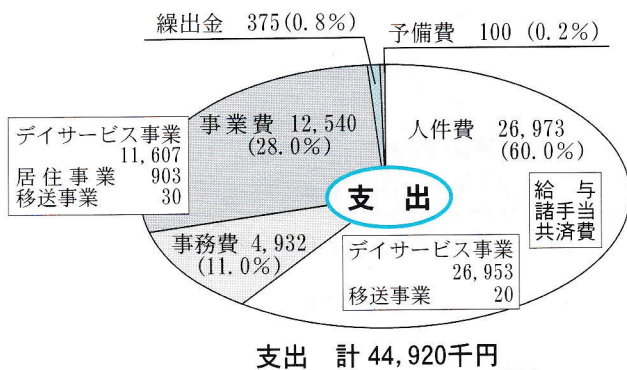 繰出金 375(0.8%)
予備費 100 (0.2%)
事業費 12,540
(28.0%)
人件費 26,973
(60.0%)
デイサービス事業
11,607
居住事業 903
移送事業 30
支 出
給 与
諸手当
共済費
事務費 4,932
(11.0%)
デイサービス事業
26,953
移送事業 20
支出 計 44,920千円